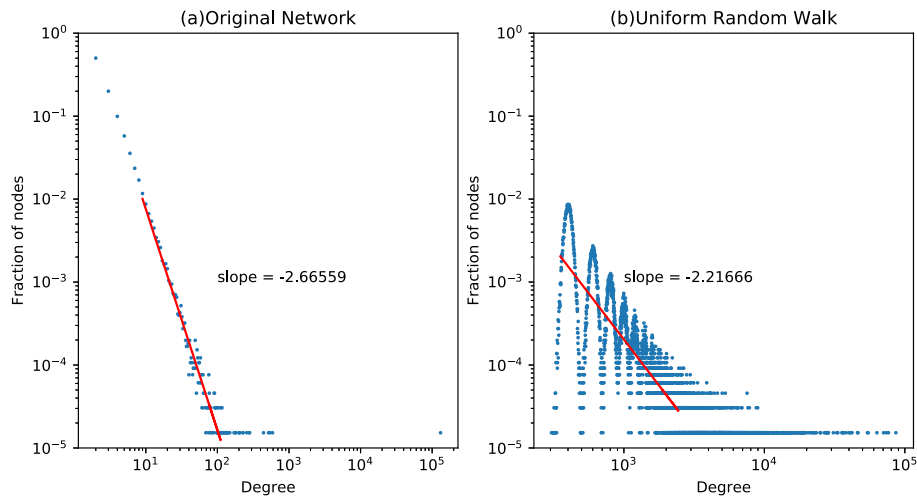 (a)Original Network
10^0
10^-1
10^-2
10^-3
10^-4
10^-5
Fraction of nodes
slope = -2.66559
10^1 10^2 10^3 10^4 10^5
Degree
(b)Uniform Random Walk
10^0
10^-1
10^-2
10^-3
10^-4
10^-5
Fraction of nodes
slope = -2.21666
10^3 10^4 10^5
Degree